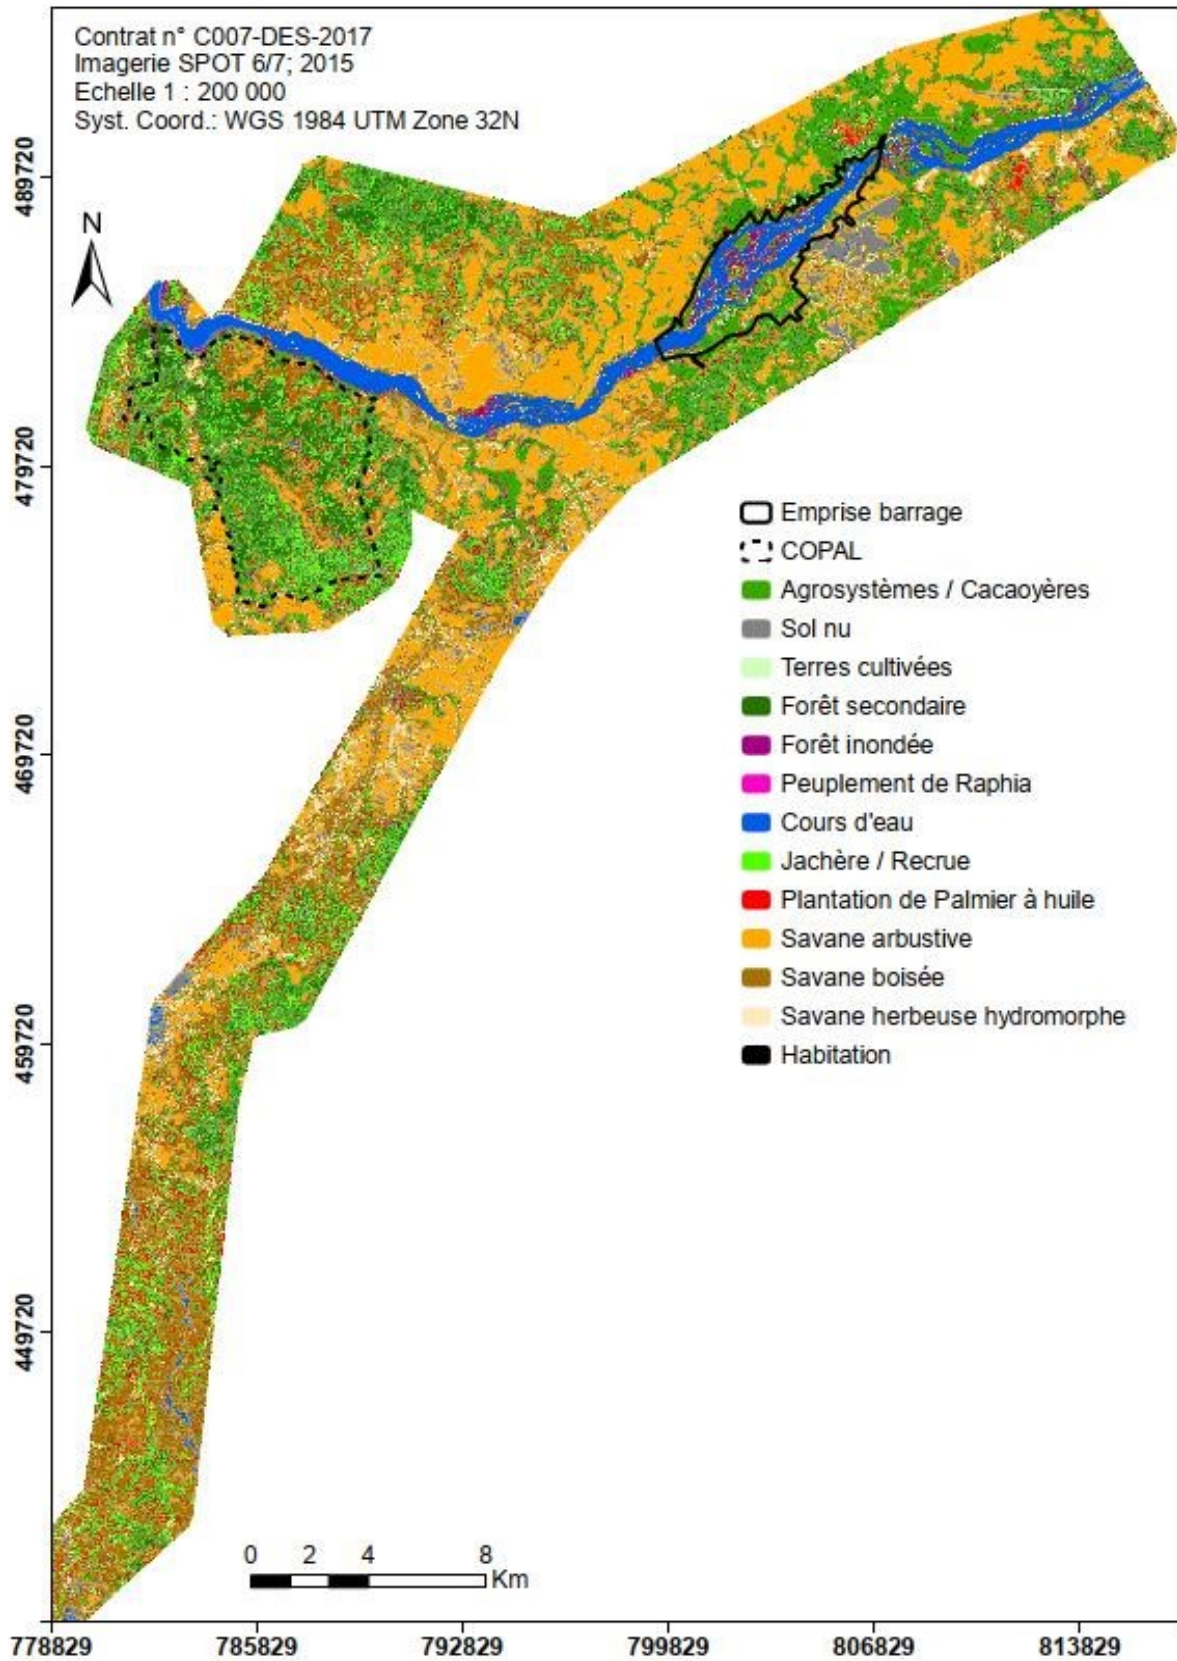 Contrat n° C007-DES-2017
Imagerie SPOT 6/7; 2015
Echelle 1 : 200 000
Syst. Coord.: WGS 1984 UTM Zone 32N
489720
N
479720
Emprise barrage
COPAL
Agrosystèmes / Cacaoyères
Sol nu
Terres cultivées
Forêt secondaire
469720
Forêt inondée
Peuplement de Raphia
Cours d'eau
Jachère / Recrue
Plantation de Palmier à huile
Savane arbustive
Savane boisée
Savane herbeuse hydromorphe
459720
Habitation
449720
0 2 4 8
Km
778829 785829 792829 799829 806829 813829